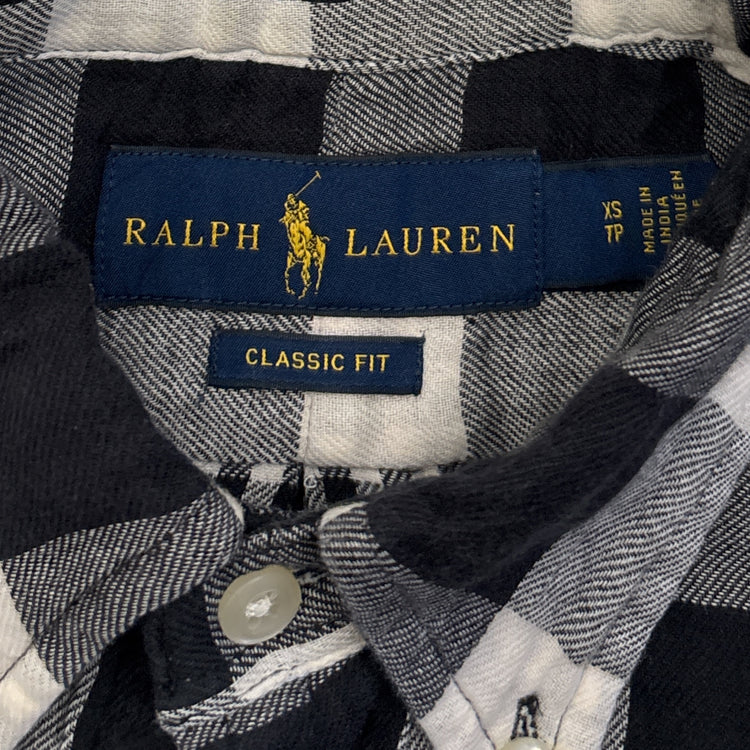 RALPH LAUREN
XS
TP
MADE IN
INDIA
CLASSIC FIT